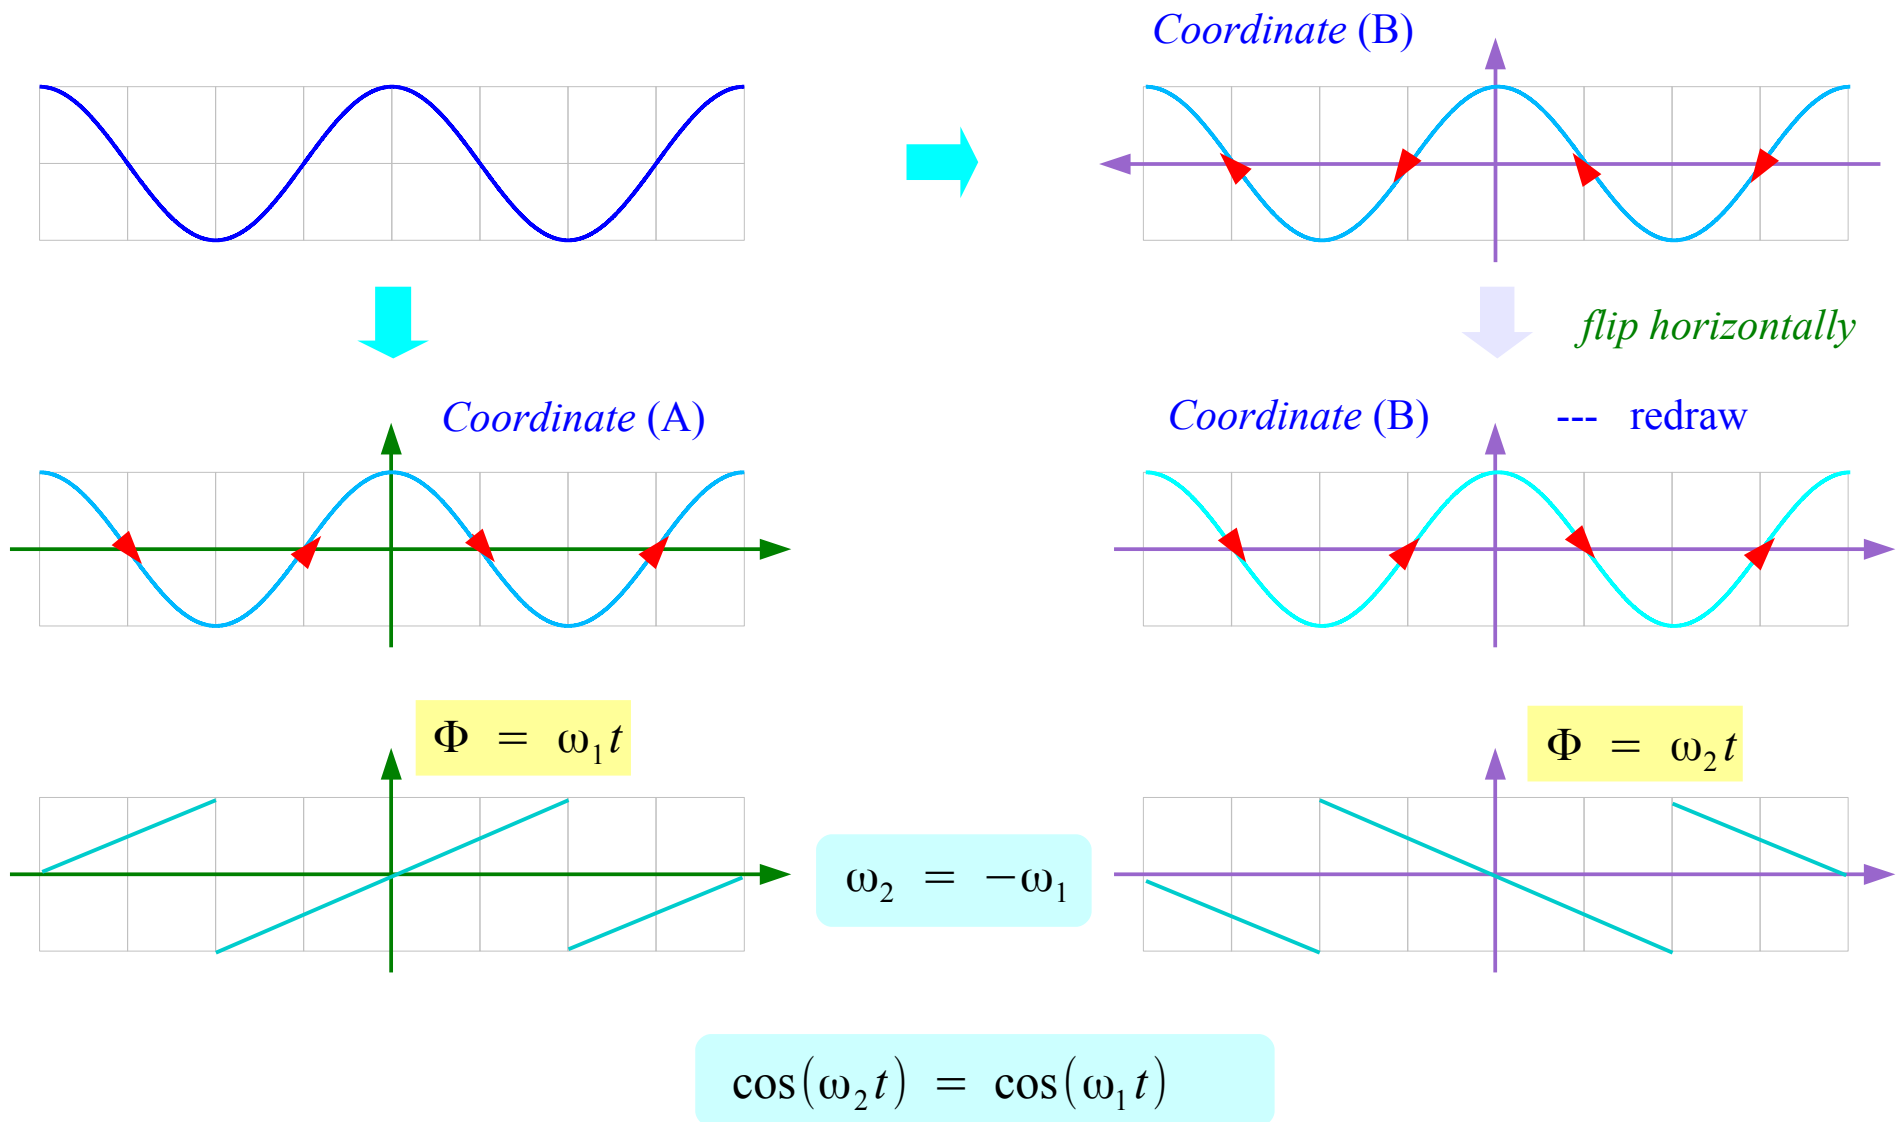 Coordinate (B)
flip horizontally
Coordinate (A)
Coordinate (B) --- redraw
Φ = ω₁t
Φ = ω₂t
ω₂ = −ω₁
cos(ω₂t) = cos(ω₁t)